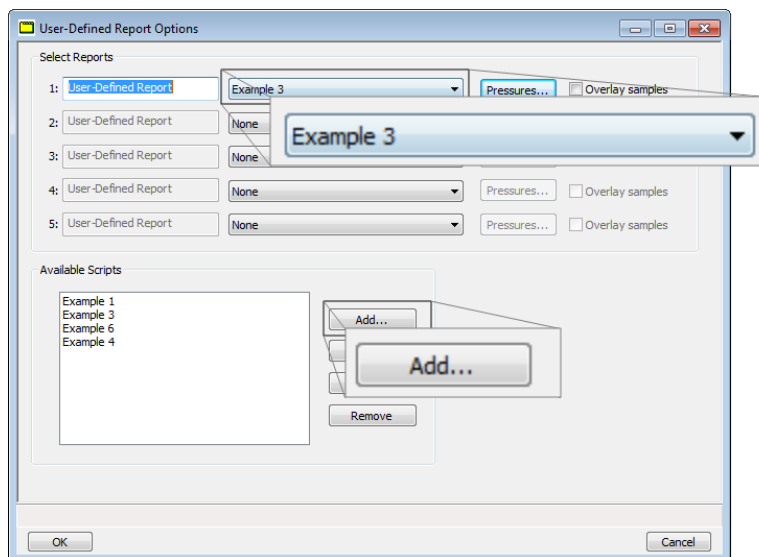 User-Defined Report Options
Select Reports
1: User-Defined Report Example 3 Pressures... Overlay samples
Example 3
2: User-Defined Report None
3: User-Defined Report None
4: User-Defined Report None Pressures... Overlay samples
5: User-Defined Report None Pressures... Overlay samples
Available Scripts
Example 1
Example 3
Example 6
Example 4
Add...
Add...
Remove
OK Cancel